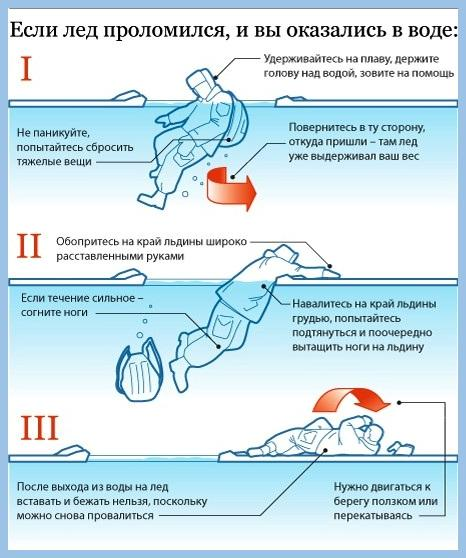 Если лед проломился, и вы оказались в воде:
I
Удерживайтесь на плаву, держите
голову над водой, зовите на помощь
Не паникуйте,
попытайтесь сбросить
тяжелые вещи
Повернитесь в ту сторону,
откуда пришли – там лед
уже выдерживал ваш вес
II
Обопритесь на край льдины широко
расставленными руками
Если течение сильное –
согните ноги
Навалитесь на край льдины
грудью, попытайтесь
подтянуться и поочередно
вытащить ноги на льдину
III
После выхода из воды на лед
вставать и бежать нельзя, поскольку
можно снова провалиться
Нужно двигаться к
берегу ползком или
перекатываясь